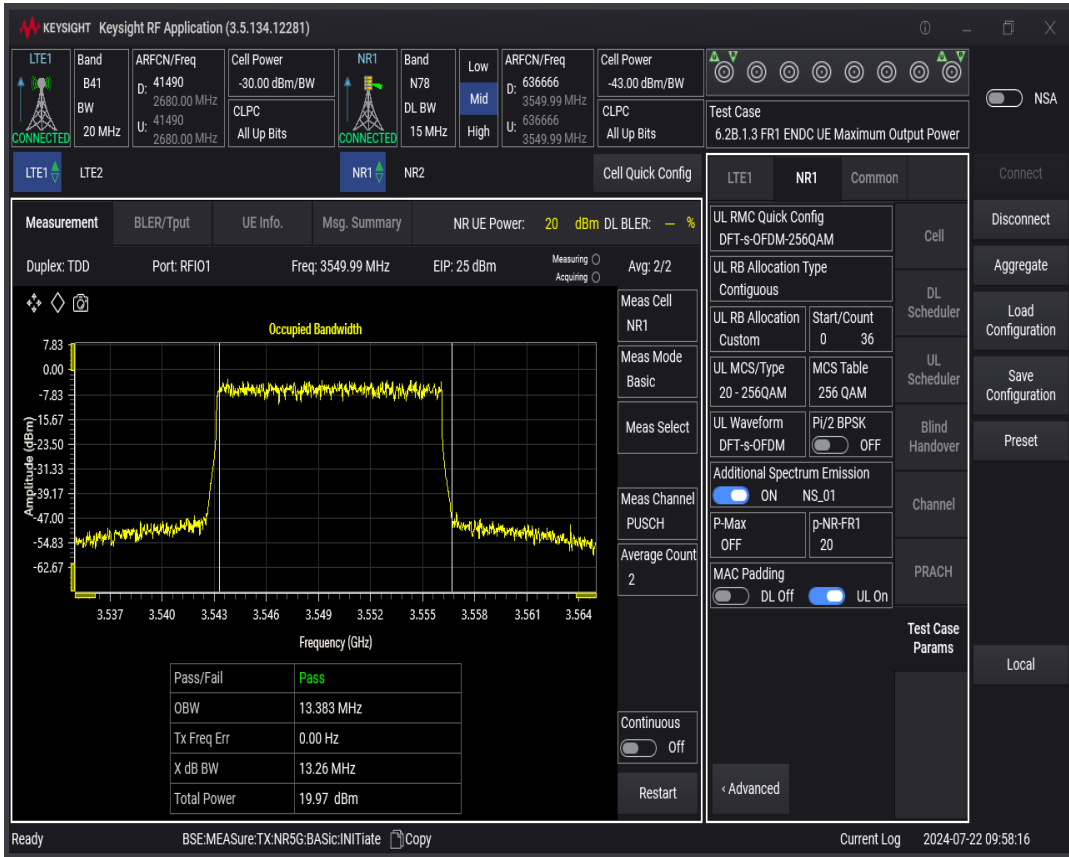 KEYSIGHT Keysight RF Application (3.5.134.12281)
LTE1
CONNECTED
Band
B41
BW
20 MHz
ARFCN/Freq
D: 41490
2680.00 MHz
U: 41490
2680.00 MHz
Cell Power
-30.00 dBm/BW
CLPC
All Up Bits
NR1
CONNECTED
Band
N78
DL BW
15 MHz
Low
Mid
High
ARFCN/Freq
D: 636666
3549.99 MHz
U: 636666
3549.99 MHz
Cell Power
-43.00 dBm/BW
CLPC
All Up Bits
Test Case
6.2B.1.3 FR1 ENDC UE Maximum Output Power
NSA
LTE1 LTE2
NR1 NR2
Cell Quick Config
Measurement BLER/Tput UE Info. Msg. Summary NR UE Power: 20 dBm DL BLER: -- %
Duplex: TDD Port: RFIO1 Freq: 3549.99 MHz EIP: 25 dBm Measuring Acquiring Avg: 2/2
Occupied Bandwidth
Amplitude (dBm)
7.83
0.00
-7.83
-15.67
-23.50
-31.33
-39.17
-47.00
-54.83
-62.67
3.537 3.540 3.543 3.546 3.549 3.552 3.555 3.558 3.561 3.564
Frequency (GHz)
Pass/Fail Pass
OBW 13.383 MHz
Tx Freq Err 0.00 Hz
X dB BW 13.26 MHz
Total Power 19.97 dBm
Meas Cell
NR1
Meas Mode
Basic
Meas Select
Meas Channel
PUSCH
Average Count
2
Continuous
Off
Restart
LTE1 NR1 Common
UL RMC Quick Config
DFT-s-OFDM-256QAM
UL RB Allocation Type
Contiguous
UL RB Allocation
Custom
Start/Count
0 36
UL MCS/Type
20 - 256QAM
MCS Table
256 QAM
UL Waveform
DFT-s-OFDM
Pi/2 BPSK
OFF
Additional Spectrum Emission
ON NS_01
P-Max
OFF
p-NR-FR1
20
MAC Padding
DL Off UL On
‹ Advanced
Cell
DL
Scheduler
UL
Scheduler
Blind
Handover
Channel
PRACH
Test Case
Params
Connect
Disconnect
Aggregate
Load
Configuration
Save
Configuration
Preset
Local
Ready BSE:MEASure:TX:NR5G:BASic:INITiate Copy Current Log 2024-07-22 09:58:16